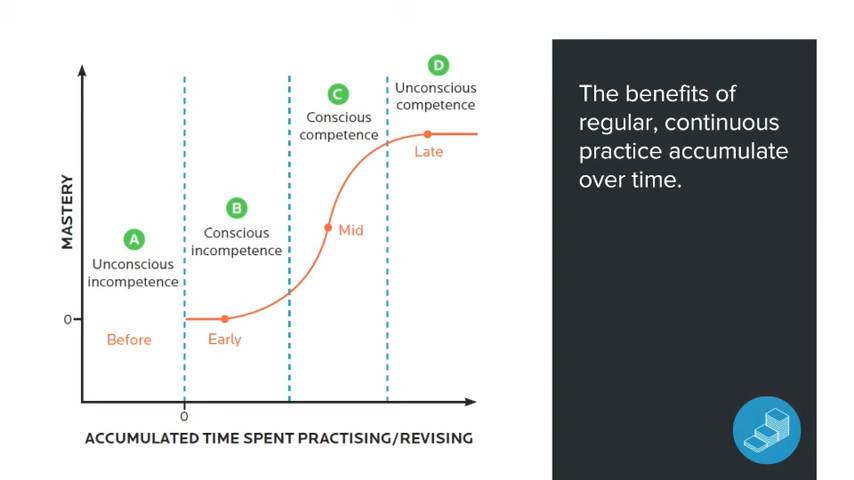 A
Unconscious
incompetence
B
Conscious
incompetence
C
Conscious
competence
D
Unconscious
competence
Before
Early
Mid
Late
MASTERY
0
0
ACCUMULATED TIME SPENT PRACTISING/REVISING
The benefits of
regular, continuous
practice accumulate
over time.